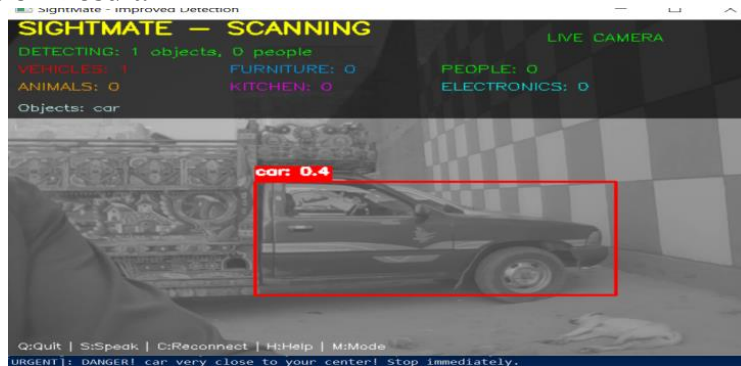 SightMate - Improved Detection
SIGHTMATE — SCANNING
LIVE CAMERA
DETECTING: 1 objects, 0 people
VEHICLES: 1 FURNITURE: 0 PEOPLE: 0
ANIMALS: 0 KITCHEN: 0 ELECTRONICS: 0
Objects: car
car: 0.4
Q:Quit | S:Speak | C:Reconnect | H:Help | M:Mode
URGENT]: DANGER! car very close to your center! Stop immediately.